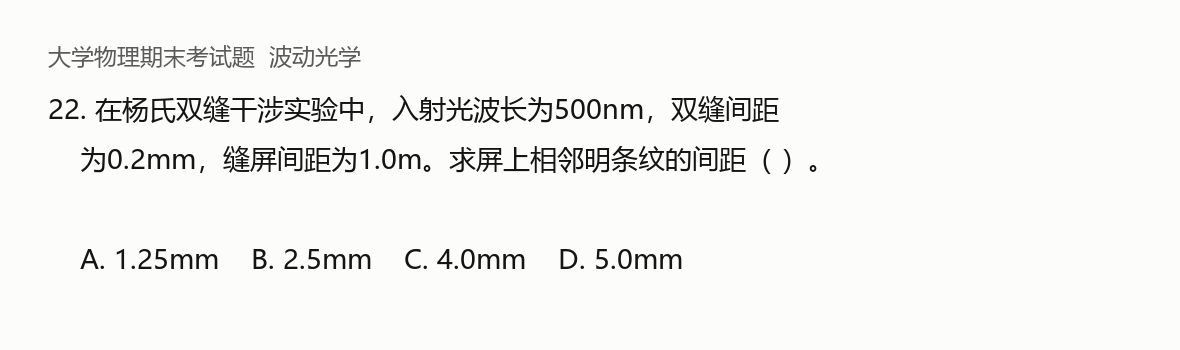 大学物理期末考试题 波动光学
22. 在杨氏双缝干涉实验中，入射光波长为500nm，双缝间距
为0.2mm，缝屏间距为1.0m。求屏上相邻明条纹的间距（ ）。
A. 1.25mm B. 2.5mm C. 4.0mm D. 5.0mm